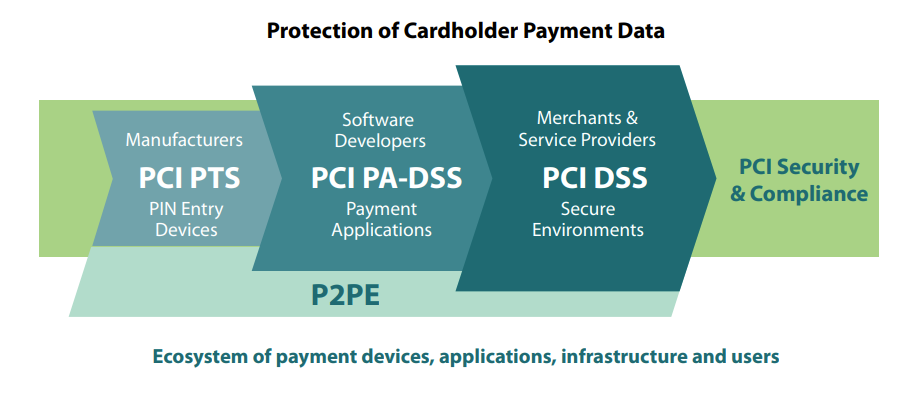 Protection of Cardholder Payment Data
Manufacturers
PCI PTS
PIN Entry
Devices
Software
Developers
PCI PA-DSS
Payment
Applications
Merchants &
Service Providers
PCI DSS
Secure
Environments
PCI Security
& Compliance
P2PE
Ecosystem of payment devices, applications, infrastructure and users